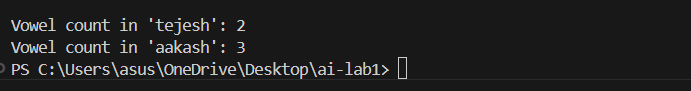 Vowel count in 'tejesh': 2
Vowel count in 'aakash': 3
PS C:\Users\asus\OneDrive\Desktop\ai-lab1>